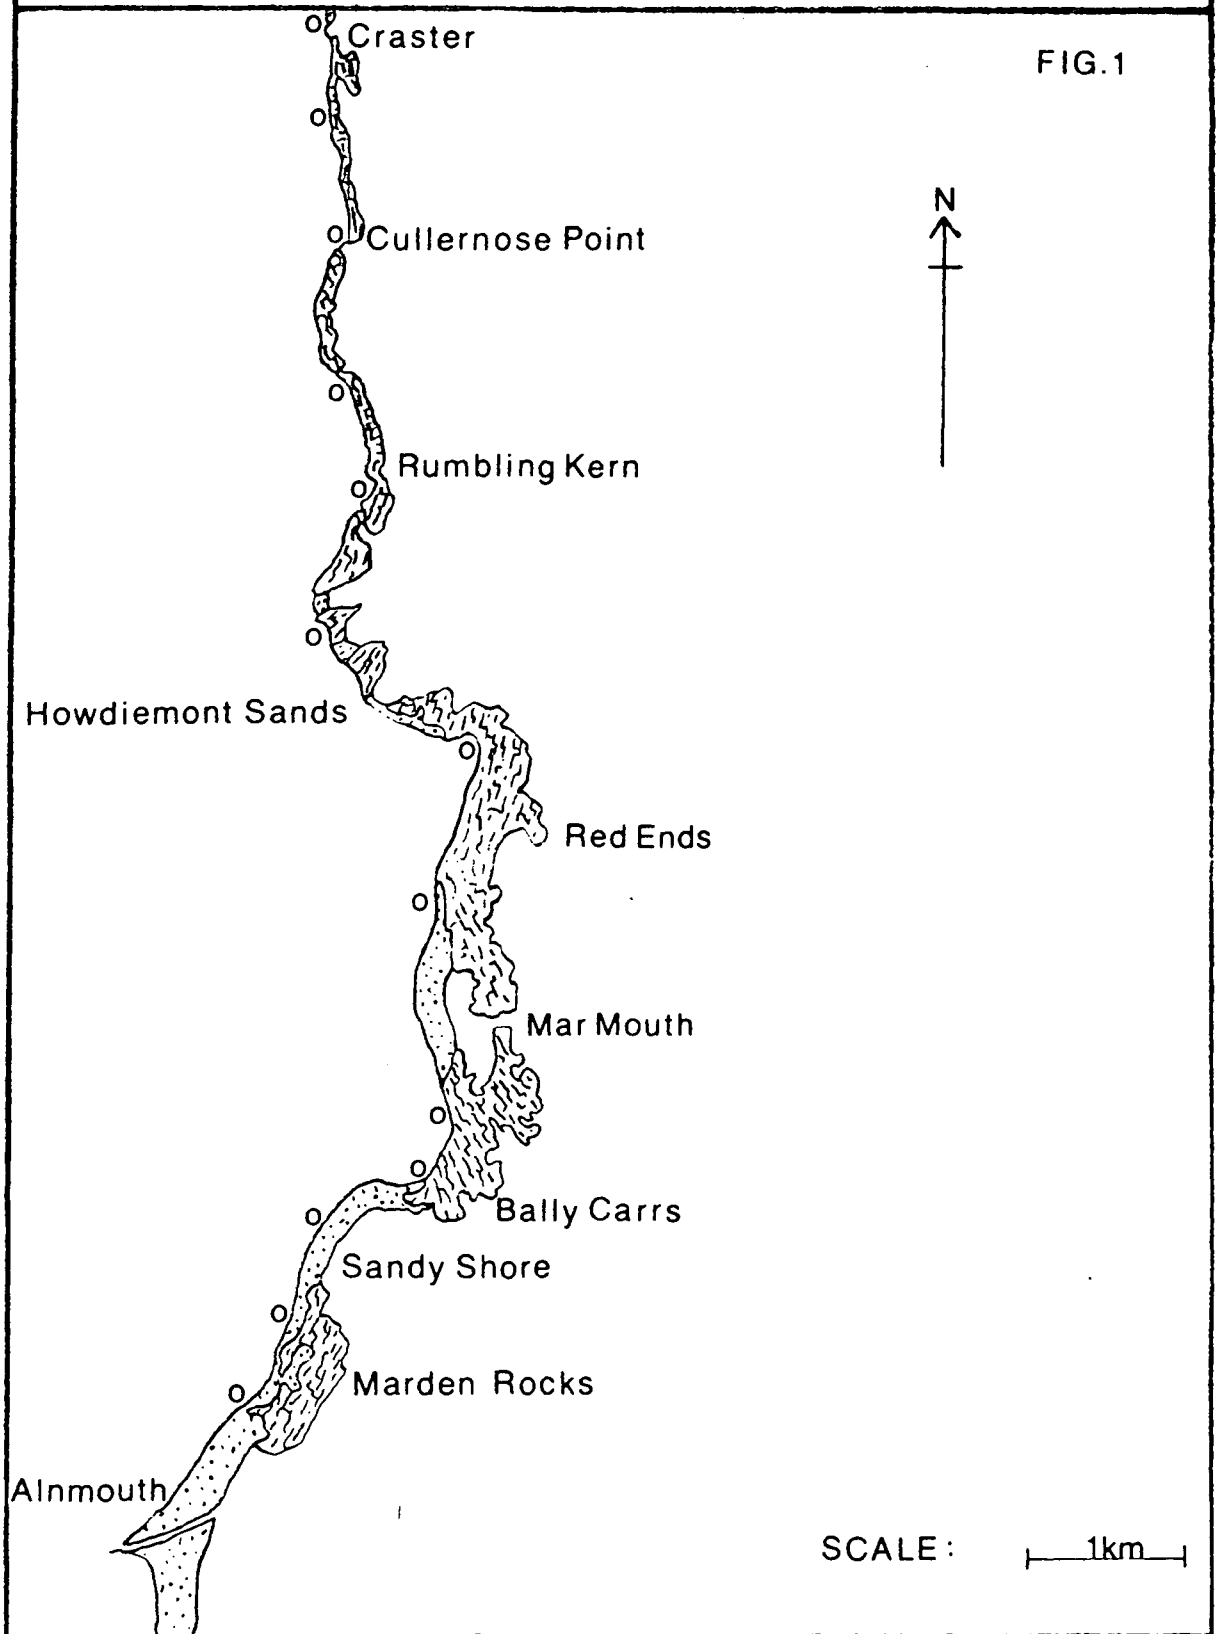 Craster
FIG.1
N
Cullernose Point
Rumbling Kern
Howdiemont Sands
Red Ends
Mar Mouth
Bally Carrs
Sandy Shore
Marden Rocks
Alnmouth
SCALE: 1km